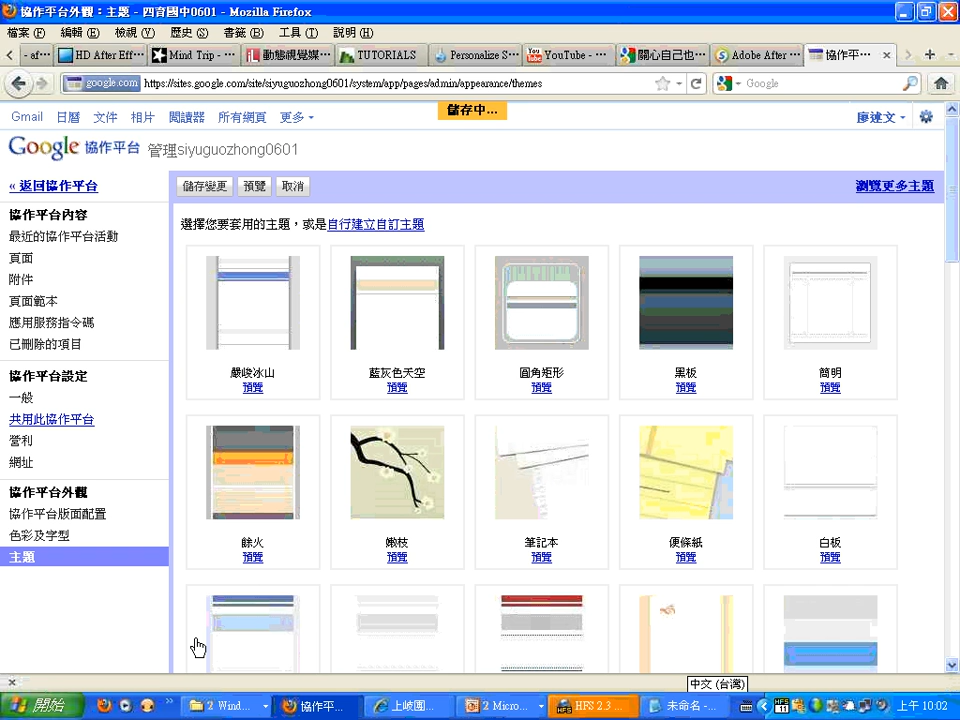 協作平台外觀：主題 - 四育國中0601 - Mozilla Firefox
檔案(F) 編輯(E) 檢視(V) 歷史(S) 書籤(B) 工具(T) 說明(H)
- af⋯ HD After Eff⋯ Mind Trip - ⋯ 動態視覺媒⋯ TUTORIALS Personalize S⋯ YouTube - ⋯ 關心自己也⋯ Adobe After ⋯ 協作平⋯
google.com https://sites.google.com/site/siyuguozhong0601/system/app/pages/admin/appearance/themes Google
Gmail 日曆 文件 相片 閱讀器 所有網頁 更多 儲存中... 廖達文
Google 協作平台 管理siyuguozhong0601
« 返回協作平台 儲存變更 預覽 取消 瀏覽更多主題
協作平台內容
最近的協作平台活動
頁面
附件
頁面範本
應用服務指令碼
已刪除的項目
協作平台設定
一般
共用此協作平台
營利
網址
協作平台外觀
協作平台版面配置
色彩及字型
主題
選擇您要套用的主題，或是自行建立自訂主題
嚴峻冰山 藍灰色天空 圓角矩形 黑板 簡明
預覽 預覽 預覽 預覽 預覽
餘火 嫩枝 筆記本 便條紙 白板
預覽 預覽 預覽 預覽 預覽
中文 (台灣)
開始 2 Wind... 協作平... 上岐國... 2 Micro... HFS 2.3 ... 未命名 -... 上午 10:02